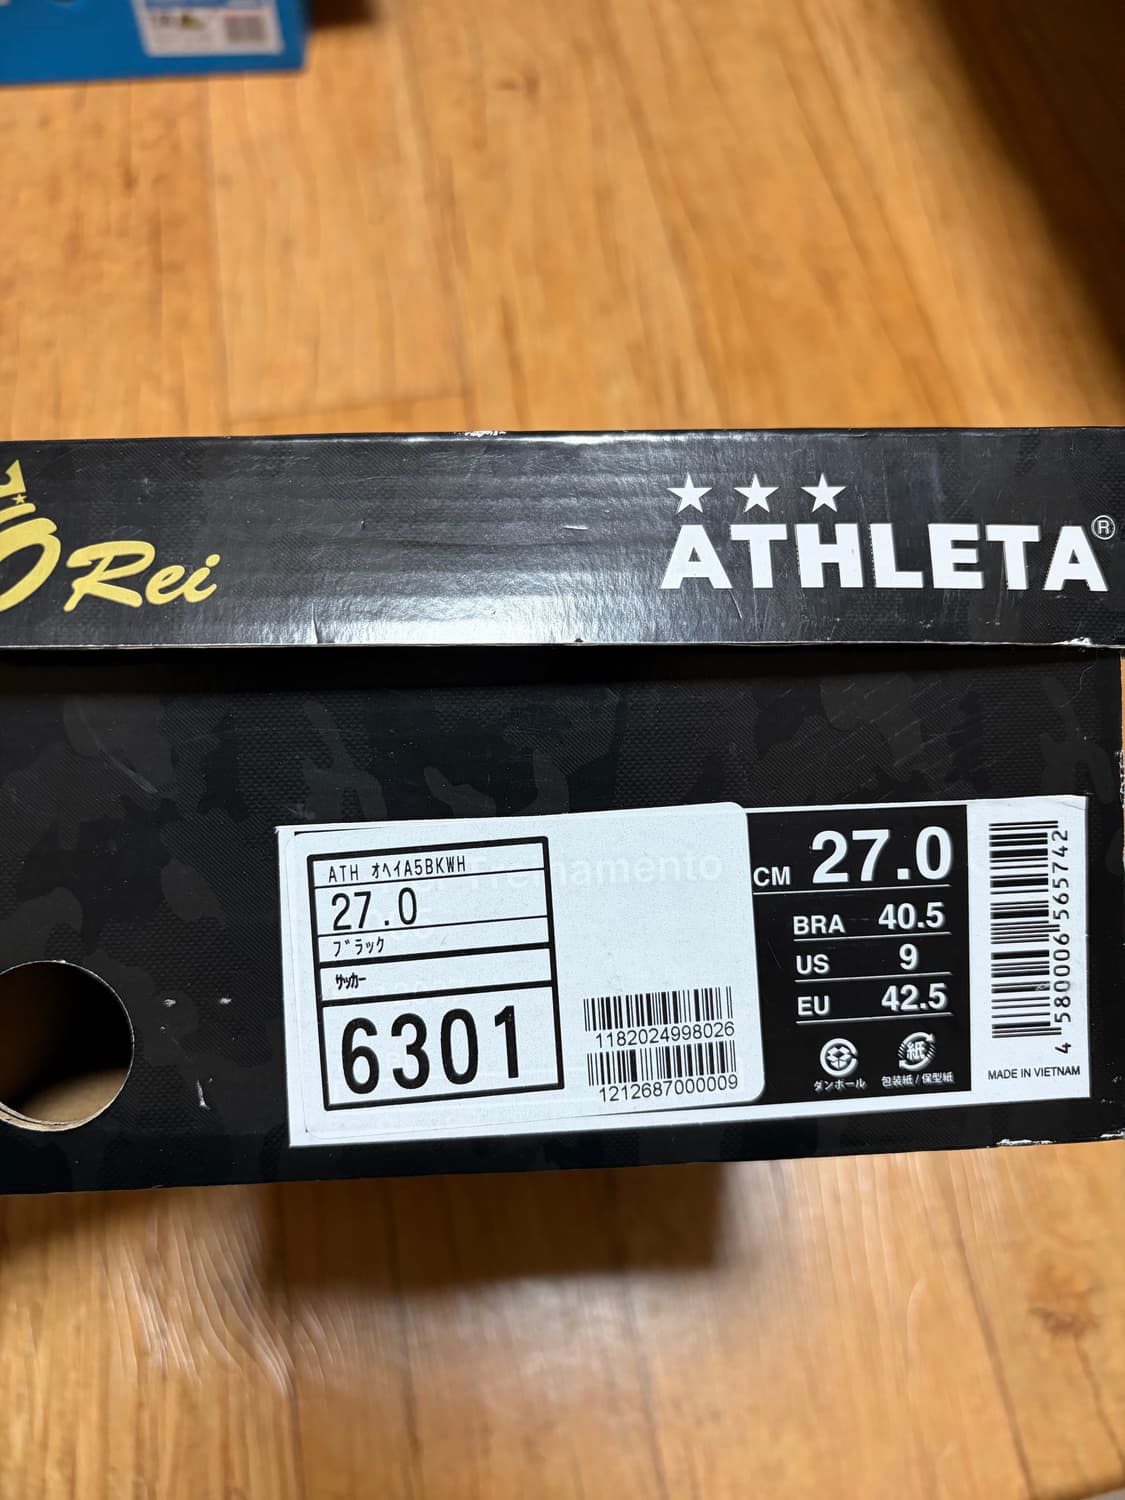 Rei
ATHLETA®
ATH オヘイA5BKWH
27.0
ブラック
サッカー
6301
Treinamento
1182024998026
1212687000009
CM 27.0
BRA 40.5
US 9
EU 42.5
ダンボール
紙
包装紙/保型紙
4 580006 565742
MADE IN VIETNAM